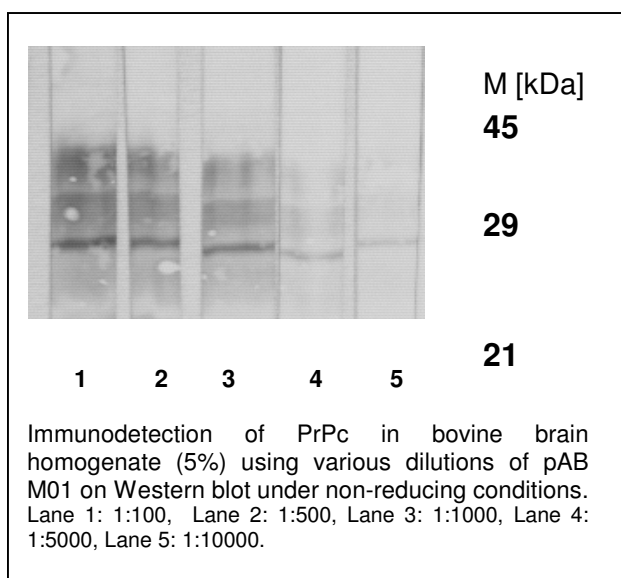 M [kDa]
45
29
21
1 2 3 4 5
Immunodetection of PrPc in bovine brain
homogenate (5%) using various dilutions of pAB
M01 on Western blot under non-reducing conditions.
Lane 1: 1:100, Lane 2: 1:500, Lane 3: 1:1000, Lane 4:
1:5000, Lane 5: 1:10000.